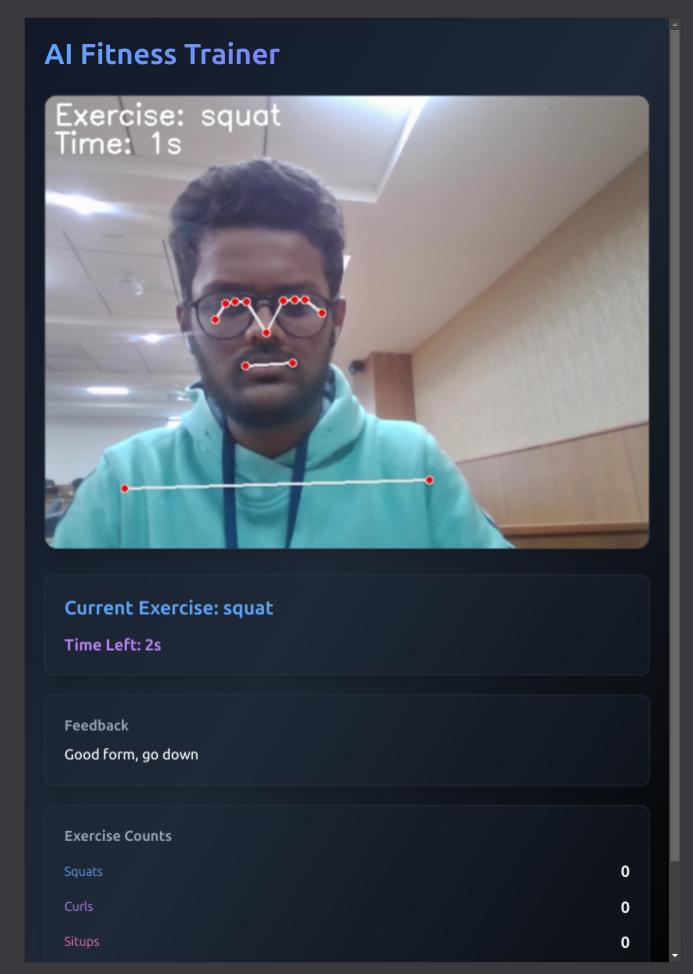 AI Fitness Trainer
Exercise: squat
Time: 1s
Current Exercise: squat
Time Left: 2s
Feedback
Good form, go down
Exercise Counts
Squats 0
Curls 0
Situps 0